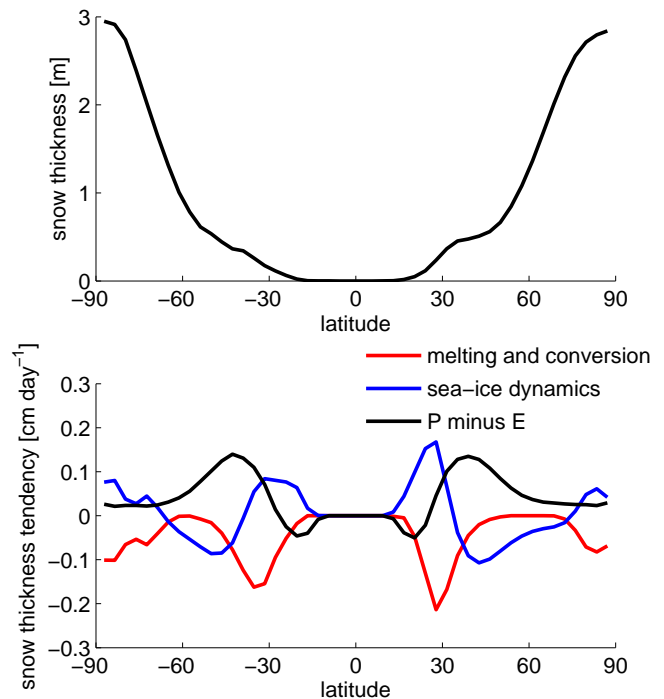 snow thickness [m]
3
2
1
0
−90 −60 −30 0 30 60 90
latitude
melting and conversion
sea−ice dynamics
P minus E
snow thickness tendency [cm day−1]
0.3
0.2
0.1
0
−0.1
−0.2
−0.3
−90 −60 −30 0 30 60 90
latitude